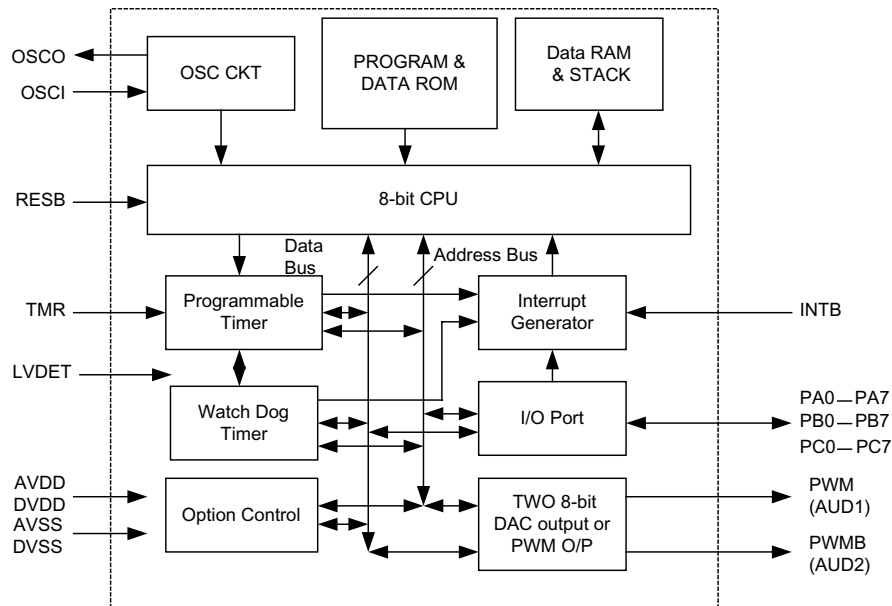 OSCO
OSCI
OSC CKT
PROGRAM &
DATA ROM
Data RAM
& STACK
RESB
8-bit CPU
Data
Bus
Address Bus
TMR
Programmable
Timer
Interrupt
Generator
INTB
LVDET
Watch Dog
Timer
I/O Port
PA0—PA7
PB0—PB7
PC0—PC7
AVDD
DVDD
AVSS
DVSS
Option Control
TWO 8-bit
DAC output or
PWM O/P
PWM
(AUD1)
PWMB
(AUD2)